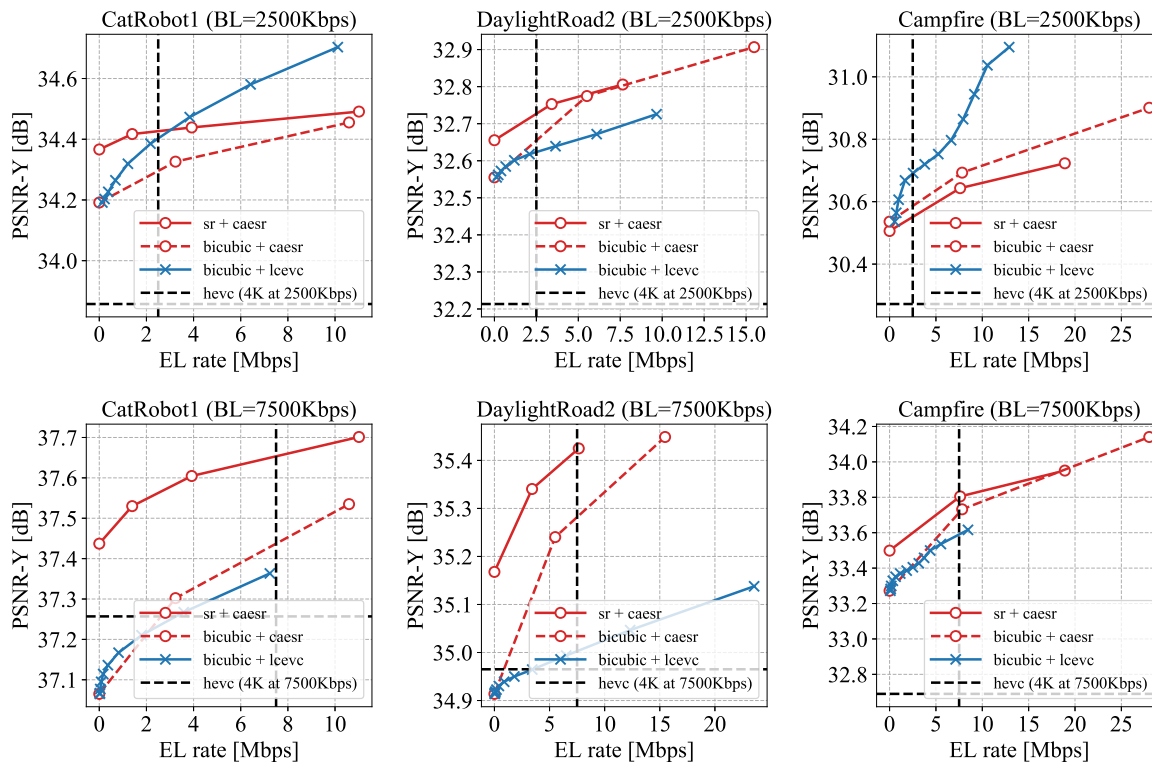 CatRobot1 (BL=2500Kbps)
PSNR-Y [dB]
34.6
34.4
34.2
34.0
sr + caesr
bicubic + caesr
bicubic + lcevc
hevc (4K at 2500Kbps)
0 2 4 6 8 10
EL rate [Mbps]
DaylightRoad2 (BL=2500Kbps)
PSNR-Y [dB]
32.9
32.8
32.7
32.6
32.5
32.4
32.3
32.2
sr + caesr
bicubic + caesr
bicubic + lcevc
hevc (4K at 2500Kbps)
0.0 2.5 5.0 7.5 10.0 12.5 15.0
EL rate [Mbps]
Campfire (BL=2500Kbps)
PSNR-Y [dB]
31.0
30.8
30.6
30.4
sr + caesr
bicubic + caesr
bicubic + lcevc
hevc (4K at 2500Kbps)
0 5 10 15 20 25
EL rate [Mbps]
CatRobot1 (BL=7500Kbps)
PSNR-Y [dB]
37.7
37.6
37.5
37.4
37.3
37.2
37.1
sr + caesr
bicubic + caesr
bicubic + lcevc
hevc (4K at 7500Kbps)
0 2 4 6 8 10
EL rate [Mbps]
DaylightRoad2 (BL=7500Kbps)
PSNR-Y [dB]
35.4
35.3
35.2
35.1
35.0
34.9
sr + caesr
bicubic + caesr
bicubic + lcevc
hevc (4K at 7500Kbps)
0 5 10 15 20
EL rate [Mbps]
Campfire (BL=7500Kbps)
PSNR-Y [dB]
34.2
34.0
33.8
33.6
33.4
33.2
33.0
32.8
sr + caesr
bicubic + caesr
bicubic + lcevc
hevc (4K at 7500Kbps)
0 5 10 15 20 25
EL rate [Mbps]